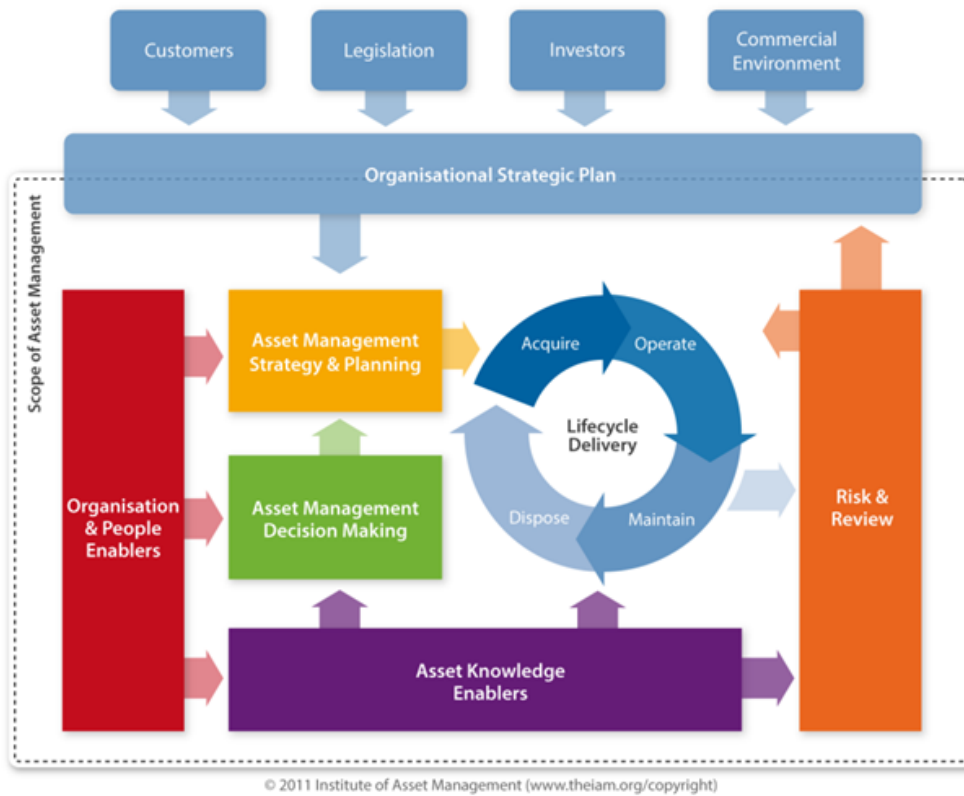 Customers
Legislation
Investors
Commercial
Environment
Organisational Strategic Plan
Scope of Asset Management
Asset Management
Strategy & Planning
Acquire
Operate
Lifecycle
Delivery
Organisation
& People
Enablers
Asset Management
Decision Making
Dispose
Maintain
Risk &
Review
Asset Knowledge
Enablers
© 2011 Institute of Asset Management (www.theiam.org/copyright)